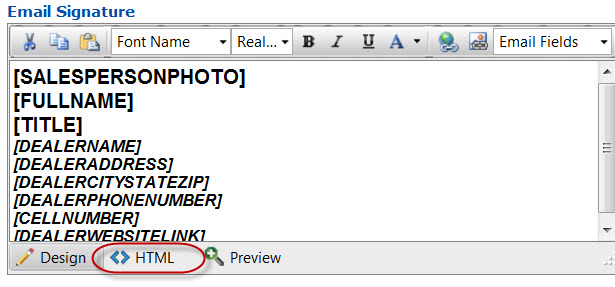 Email Signature
Font Name Real... B I U A Email Fields
[SALESPERSONPHOTO]
[FULLNAME]
[TITLE]
[DEALERNAME]
[DEALERADDRESS]
[DEALERCITYSTATEZIP]
[DEALERPHONENUMBER]
[CELLNUMBER]
[DEALERWEBSITELINK]
Design HTML Preview